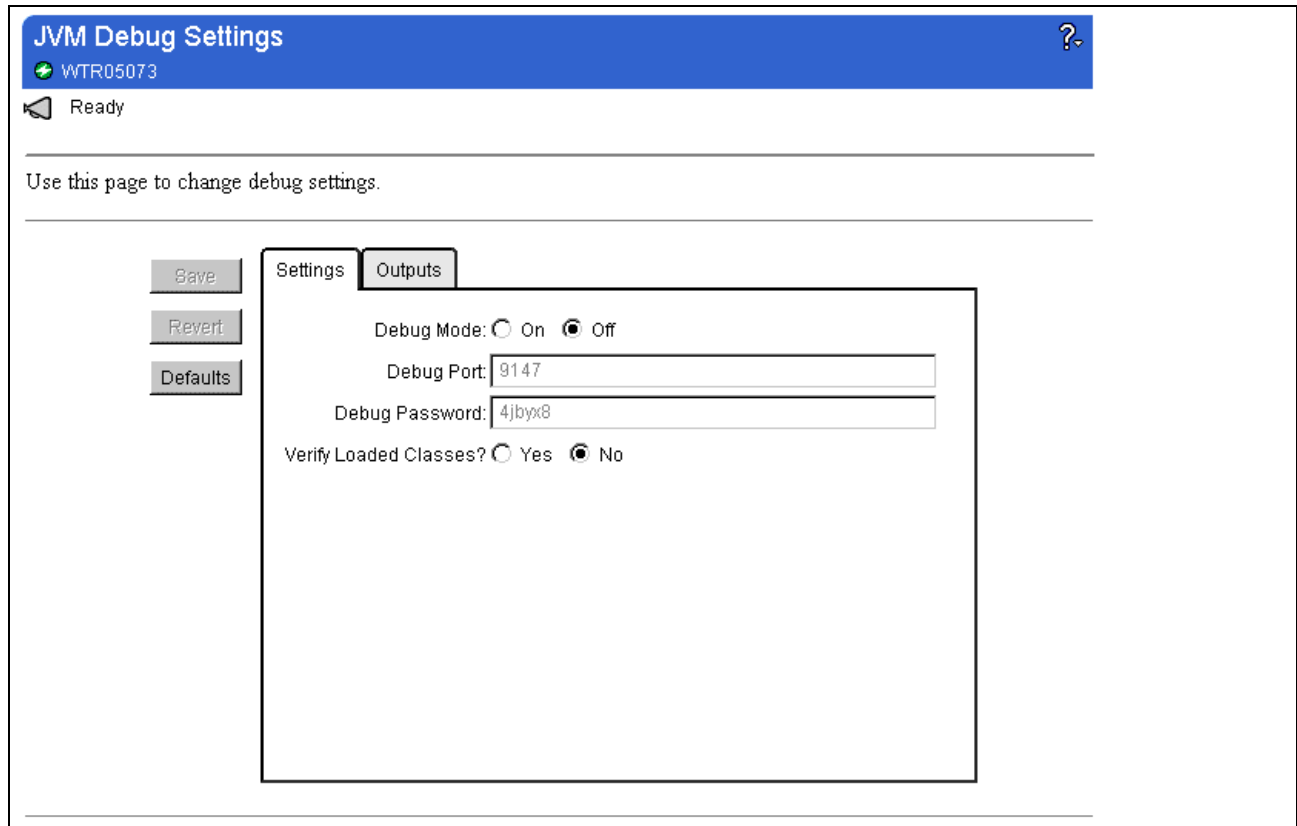 JVM Debug Settings
?
WTR05073
Ready
Use this page to change debug settings.
Save
Revert
Defaults
Settings Outputs
Debug Mode: On Off
Debug Port: 9147
Debug Password: 4jbyx8
Verify Loaded Classes? Yes No